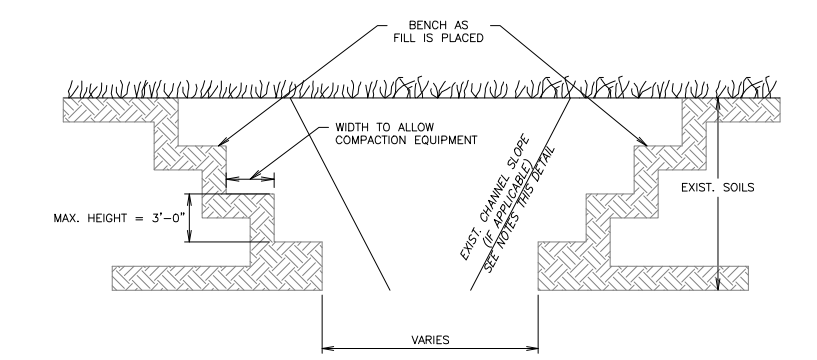 BENCH AS
FILL IS PLACED
WIDTH TO ALLOW
COMPACTION EQUIPMENT
EXIST. CHANNEL SLOPE
(IF APPLICABLE)
SEE NOTES THIS DETAIL
EXIST. SOILS
MAX. HEIGHT = 3'-0"
VARIES